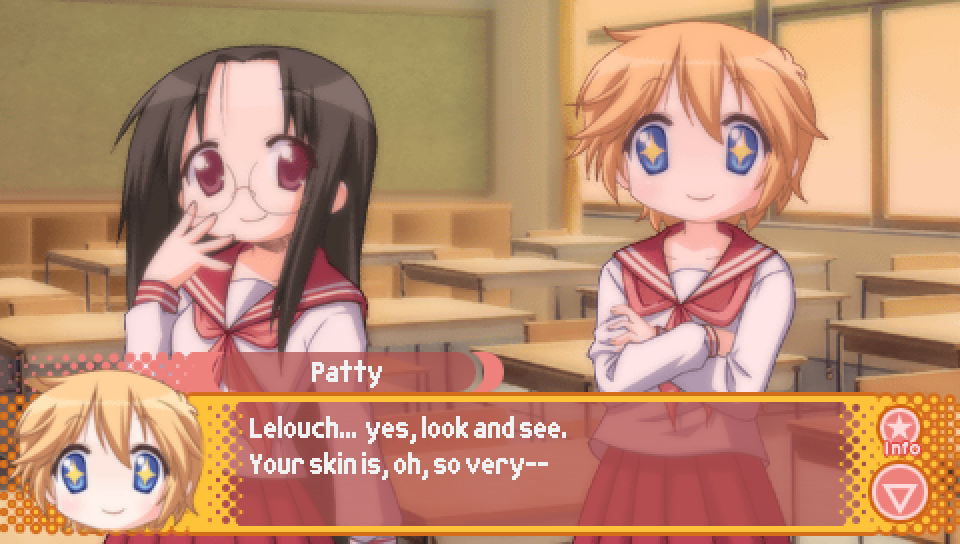 Patty
Lelouch... yes, look and see.
Your skin is, oh, so very--
Info